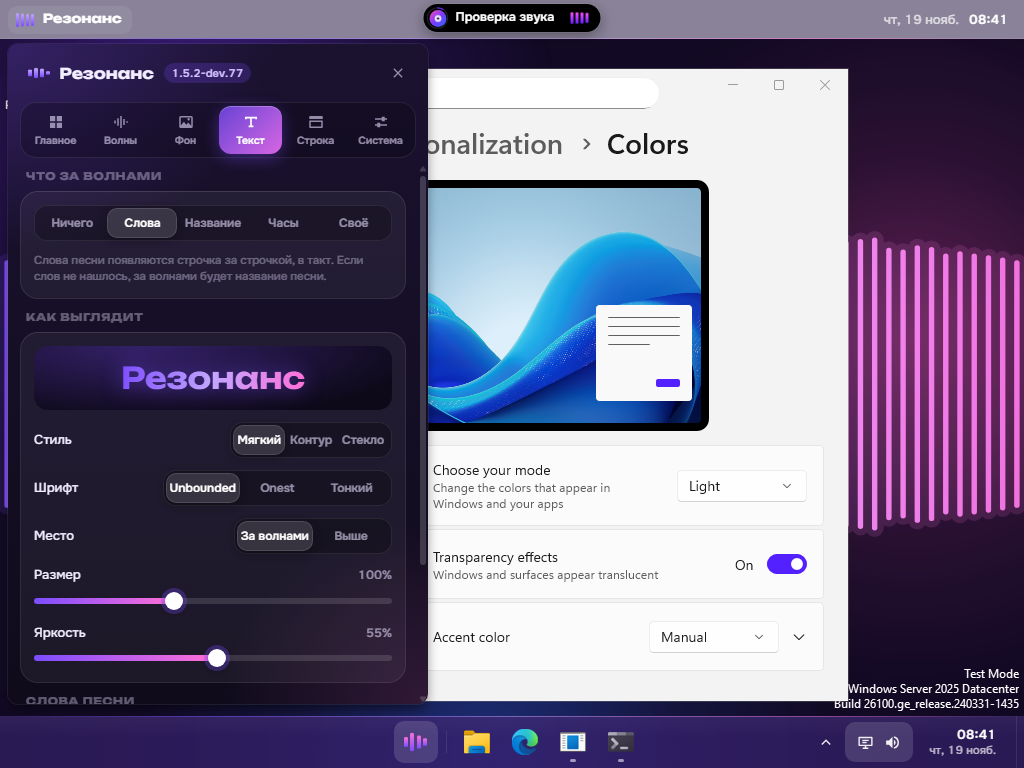 Резонанс
Проверка звука
чт, 19 нояб. 08:41
Резонанс 1.5.2-dev.77
Главное Волны Фон Текст Строка Система
ЧТО ЗА ВОЛНАМИ
Ничего Слова Название Часы Своё
Слова песни появляются строчка за строчкой, в такт. Если
слов не нашлось, за волнами будет название песни.
КАК ВЫГЛЯДИТ
Резонанс
Стиль Мягкий Контур Стекло
Шрифт Unbounded Onest Тонкий
Место За волнами Выше
Размер 100%
Яркость 55%
СЛОВА ПЕСНИ
onalization › Colors
Choose your mode
Change the colors that appear in
Windows and your apps
Light
Transparency effects
Windows and surfaces appear translucent
On
Accent color
Manual
Test Mode
Windows Server 2025 Datacenter
Build 26100.ge_release.240331-1435
08:41
чт, 19 нояб.